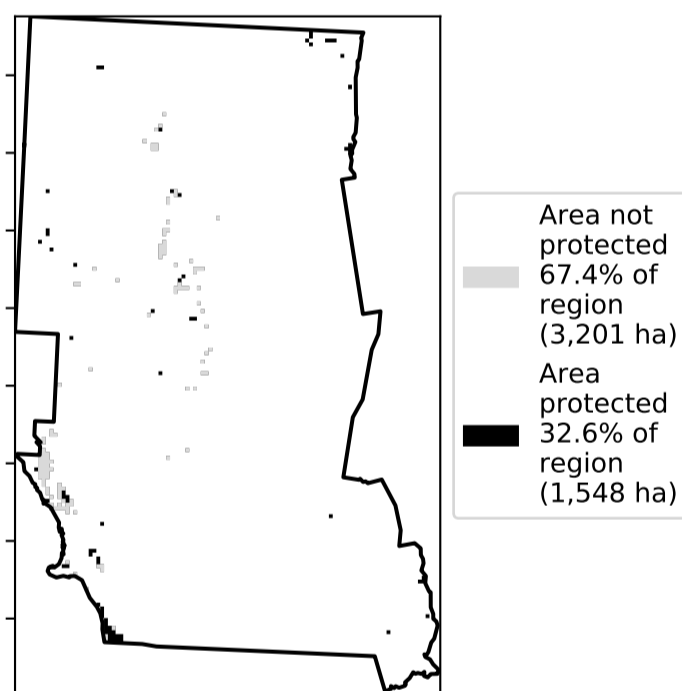 Area not
protected
67.4% of
region
(3,201 ha)
Area
protected
32.6% of
region
(1,548 ha)